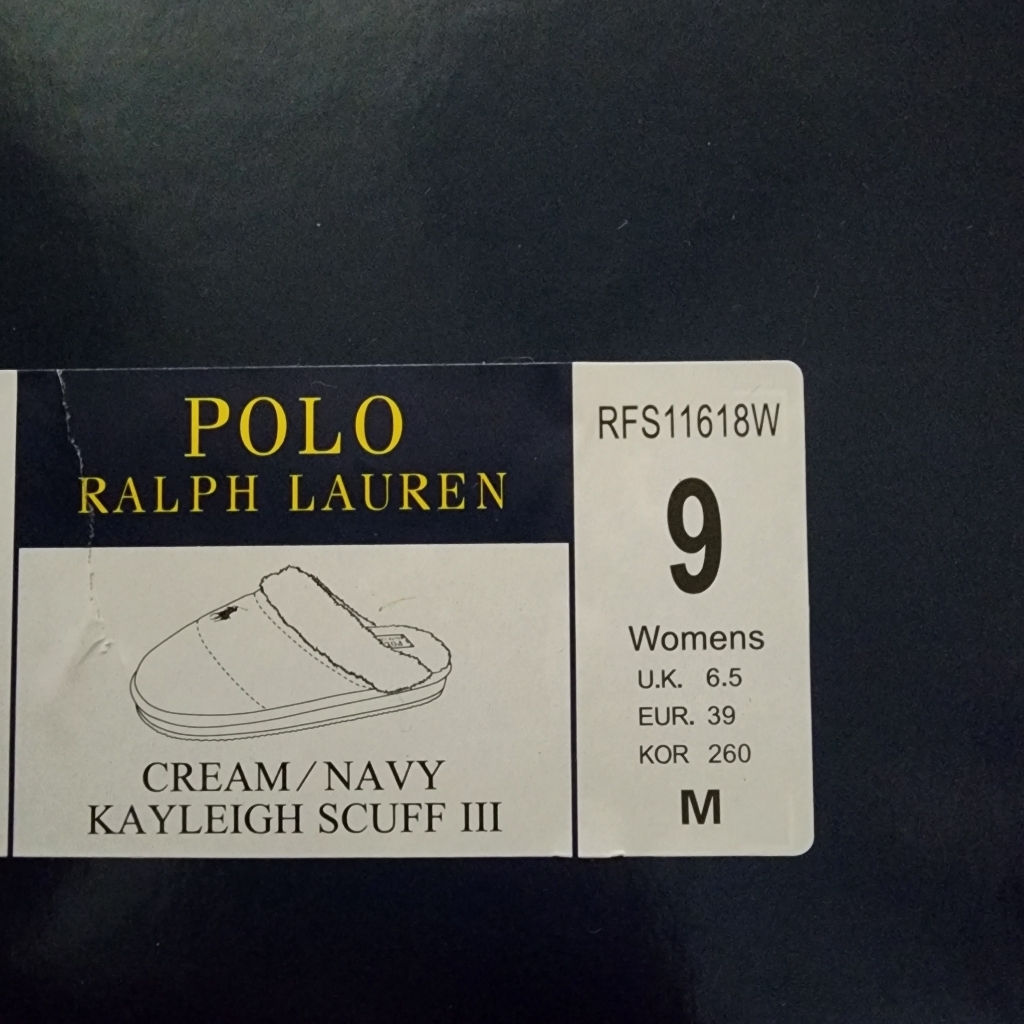 POLO
RALPH LAUREN
CREAM/NAVY
KAYLEIGH SCUFF III
RFS11618W
9
Womens
U.K. 6.5
EUR. 39
KOR 260
M